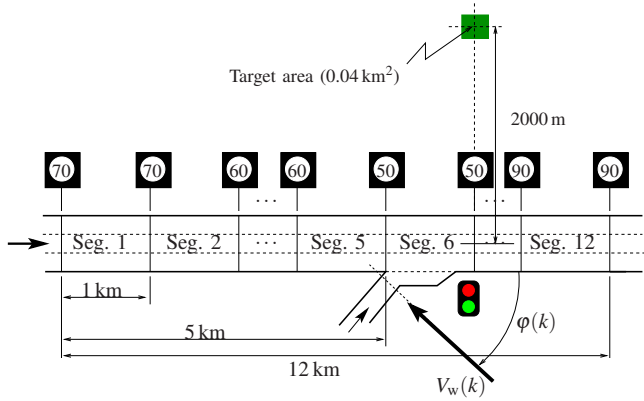 Target area (0.04 km²)
2000 m
70 70 60 60 50 50 90 90
... ...
Seg. 1 Seg. 2 ... Seg. 5 Seg. 6 ... Seg. 12
1 km
5 km
φ(k)
12 km
V_w(k)